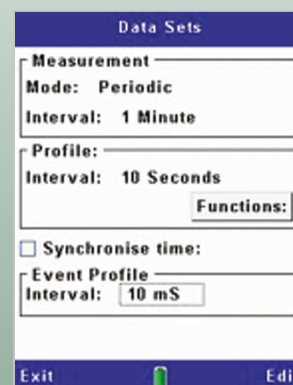 Data Sets
Measurement
Mode: Periodic
Interval: 1 Minute
Profile:
Interval: 10 Seconds
Functions:
Synchronise time:
Event Profile
Interval: 10 mS
Exit Edi